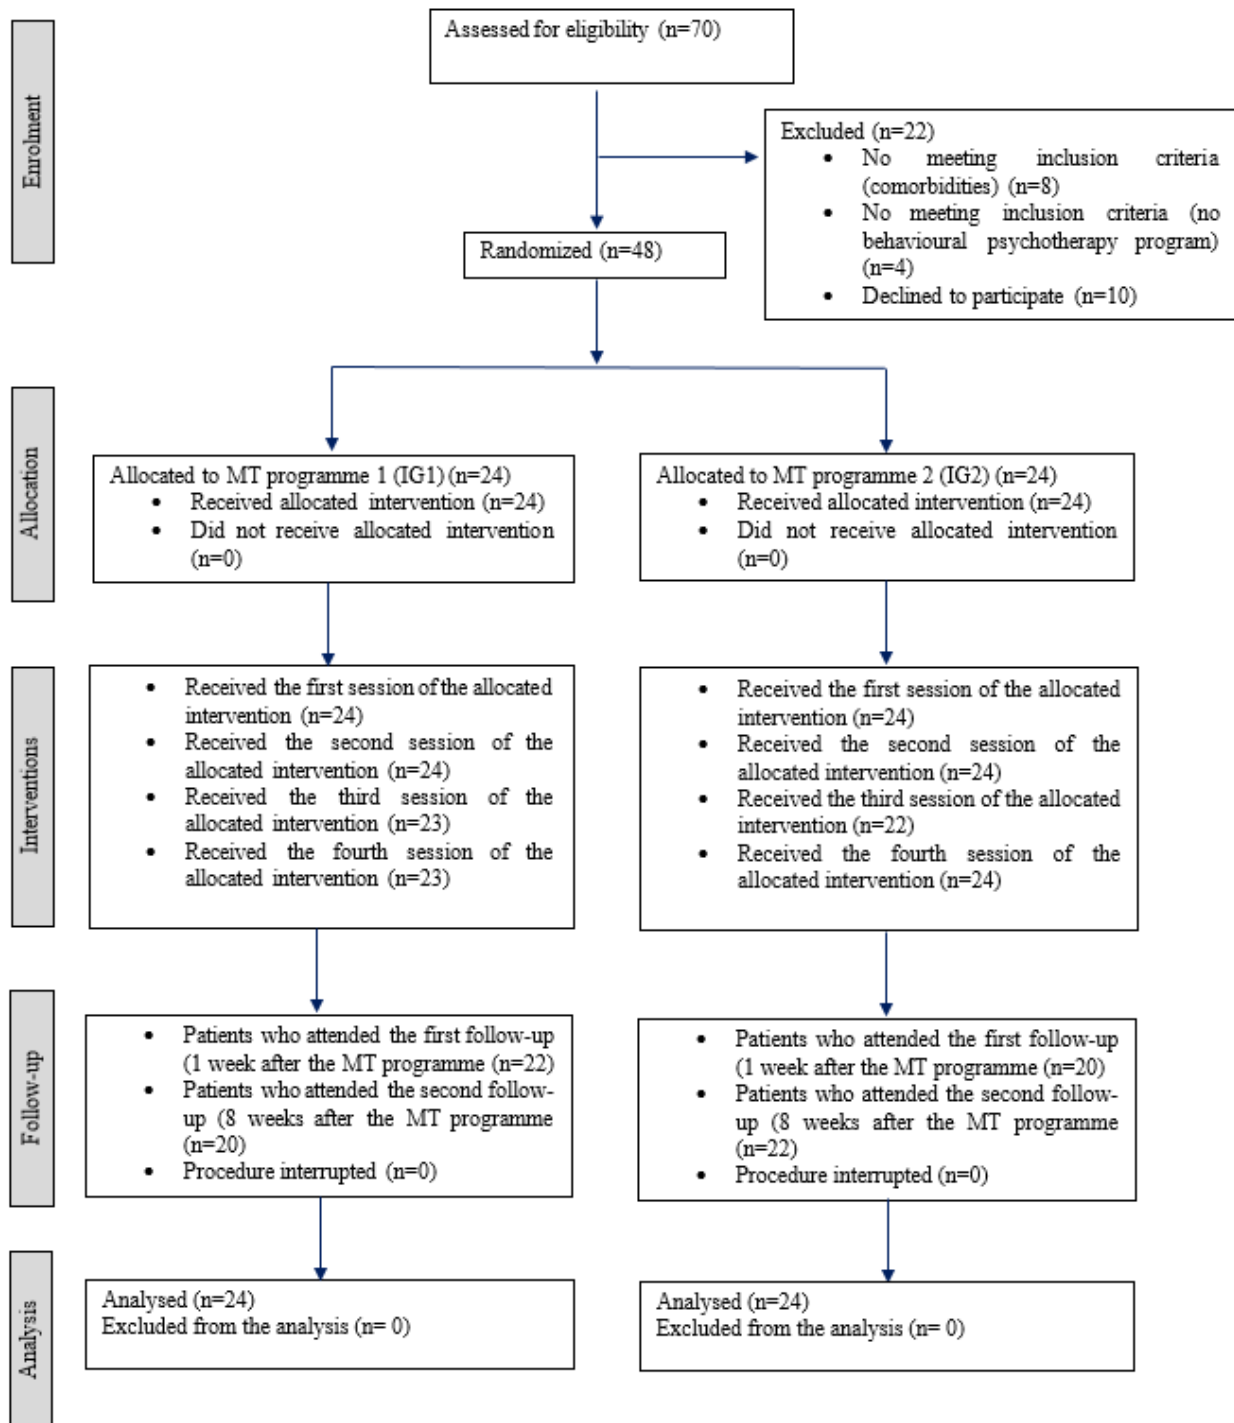 Assessed for eligibility (n=70)
Enrolment
Excluded (n=22)
• No meeting inclusion criteria
(comorbidities) (n=8)
• No meeting inclusion criteria (no
behavioural psychotherapy program)
(n=4)
• Declined to participate (n=10)
Randomized (n=48)
Allocation
Allocated to MT programme 1 (IG1) (n=24)
• Received allocated intervention (n=24)
• Did not receive allocated intervention
(n=0)
Allocated to MT programme 2 (IG2) (n=24)
• Received allocated intervention (n=24)
• Did not receive allocated intervention
(n=0)
Interventions
• Received the first session of the allocated
intervention (n=24)
• Received the second session of the
allocated intervention (n=24)
• Received the third session of the
allocated intervention (n=23)
• Received the fourth session of the
allocated intervention (n=23)
• Received the first session of the allocated
intervention (n=24)
• Received the second session of the
allocated intervention (n=24)
• Received the third session of the allocated
intervention (n=22)
• Received the fourth session of the
allocated intervention (n=24)
Follow-up
• Patients who attended the first follow-up
(1 week after the MT programme (n=22)
• Patients who attended the second follow-
up (8 weeks after the MT programme
(n=20)
• Procedure interrupted (n=0)
• Patients who attended the first follow-up
(1 week after the MT programme (n=20)
• Patients who attended the second follow-
up (8 weeks after the MT programme
(n=22)
• Procedure interrupted (n=0)
Analysis
Analysed (n=24)
Excluded from the analysis (n= 0)
Analysed (n=24)
Excluded from the analysis (n= 0)